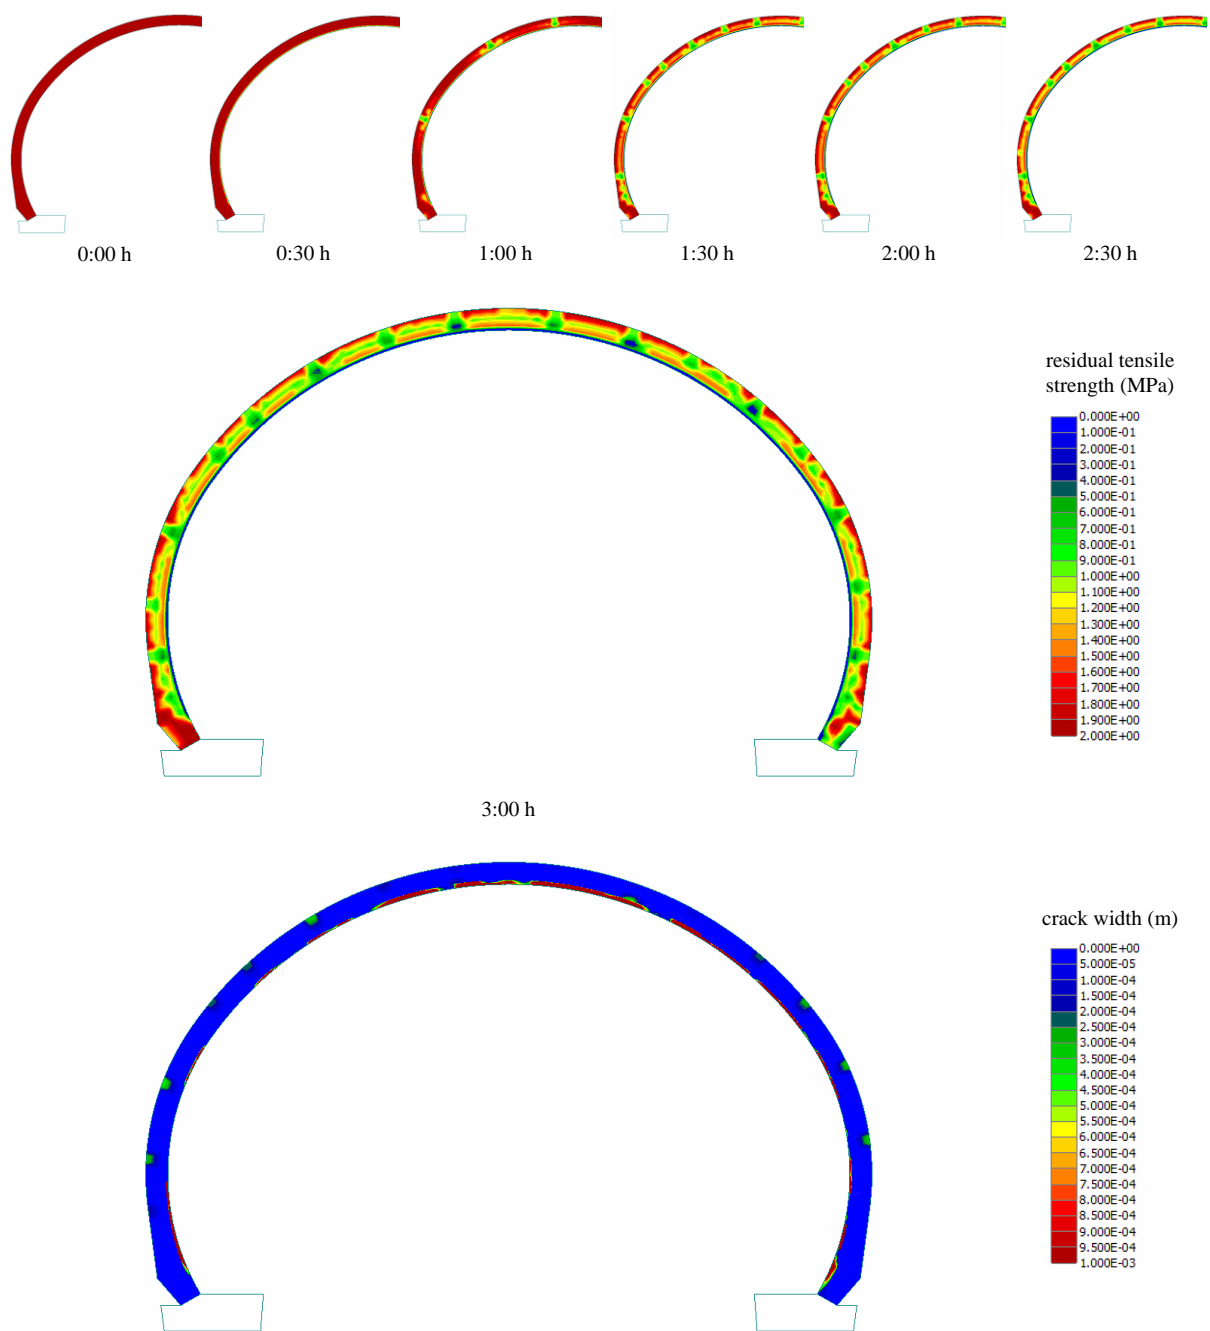 0:00 h
0:30 h
1:00 h
1:30 h
2:00 h
2:30 h
residual tensile
strength (MPa)
0.000E+00
1.000E-01
2.000E-01
3.000E-01
4.000E-01
5.000E-01
6.000E-01
7.000E-01
8.000E-01
9.000E-01
1.000E+00
1.100E+00
1.200E+00
1.300E+00
1.400E+00
1.500E+00
1.600E+00
1.700E+00
1.800E+00
1.900E+00
2.000E+00
3:00 h
crack width (m)
0.000E+00
5.000E-05
1.000E-04
1.500E-04
2.000E-04
2.500E-04
3.000E-04
3.500E-04
4.000E-04
4.500E-04
5.000E-04
5.500E-04
6.000E-04
6.500E-04
7.000E-04
7.500E-04
8.000E-04
8.500E-04
9.000E-04
9.500E-04
1.000E-03